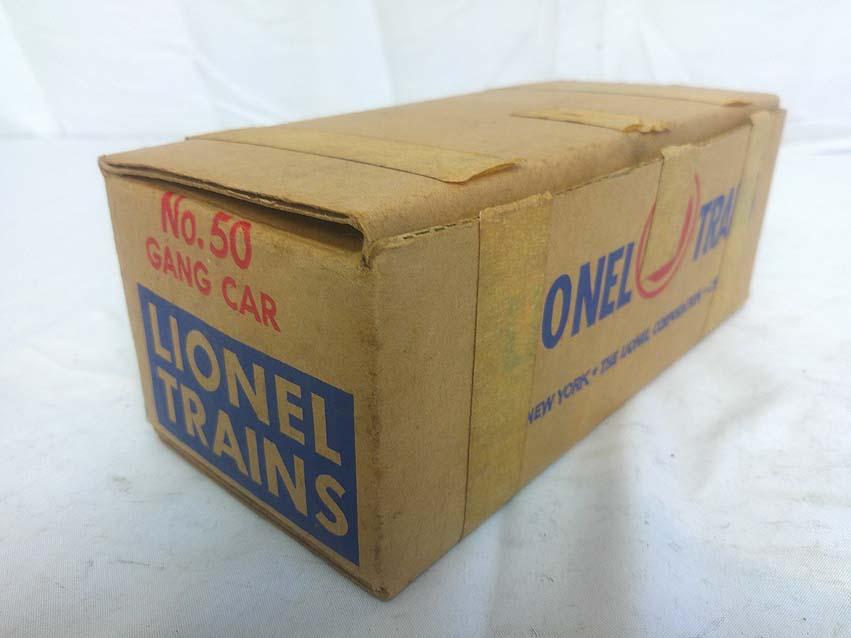 No. 50
GANG CAR
LIONEL
TRAINS
ONEL TRA
NEW YORK • THE LIONEL CORPORATION •